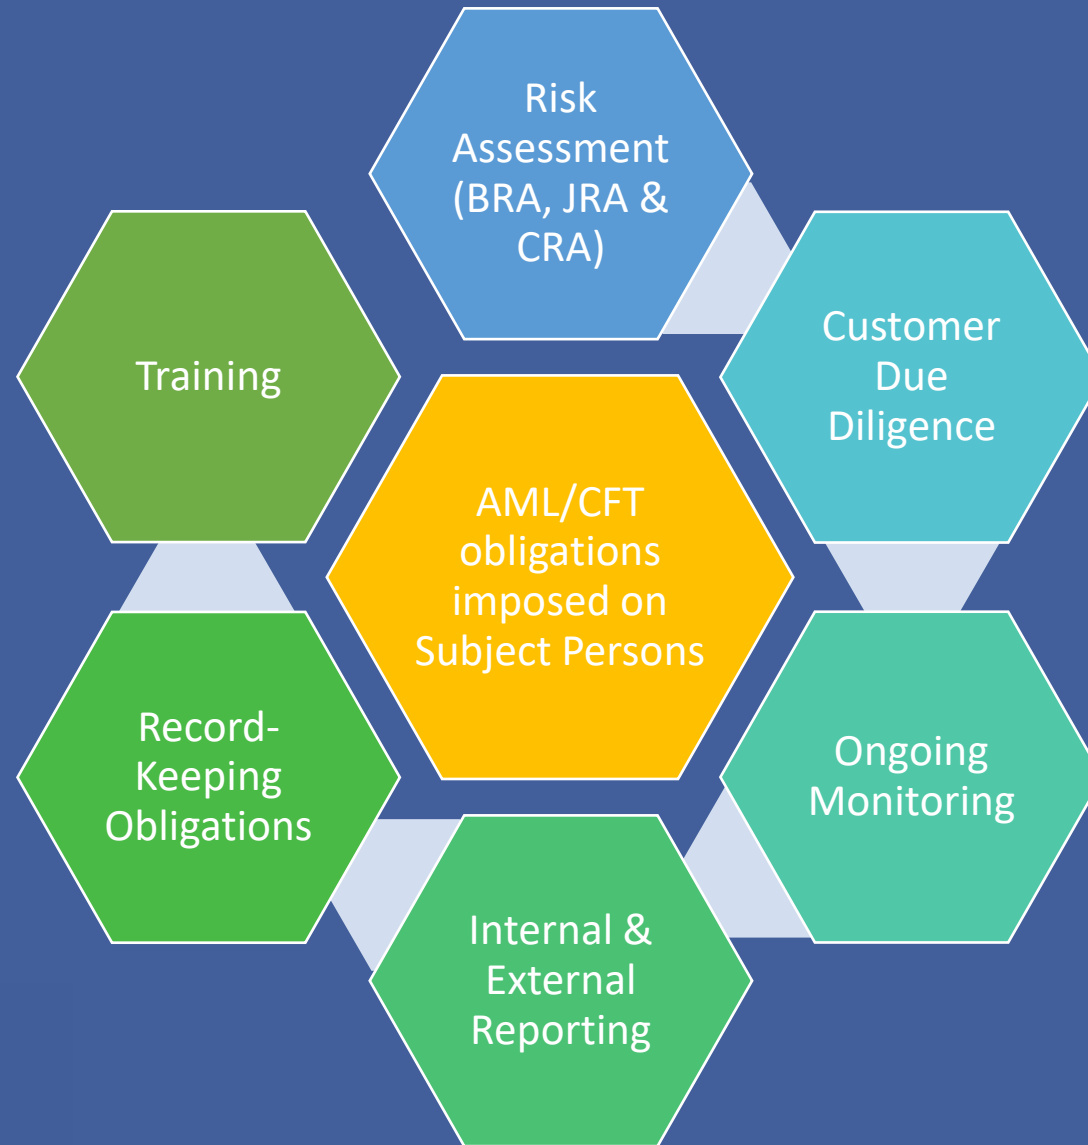 Risk
Assessment
(BRA, JRA &
CRA)
Customer
Due
Diligence
Ongoing
Monitoring
Internal &
External
Reporting
Record-
Keeping
Obligations
Training
AML/CFT
obligations
imposed on
Subject Persons